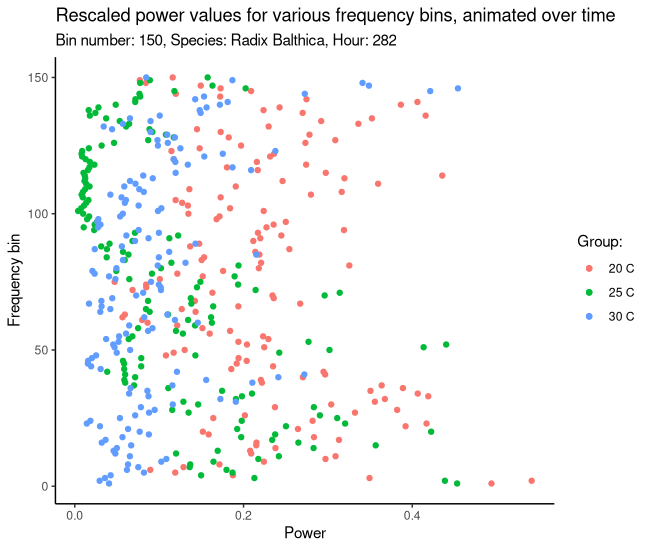 Rescaled power values for various frequency bins, animated over time
Bin number: 150, Species: Radix Balthica, Hour: 282
150
100
50
0
Frequency bin
0.0 0.2 0.4
Power
Group:
20 C
25 C
30 C